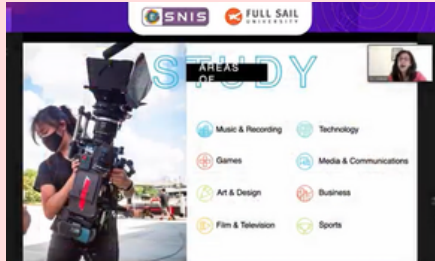 SNIS
FULL SAIL
UNIVERSITY
STUDY
AREAS
OF
Music & Recording
Technology
Games
Media & Communications
Art & Design
Business
Film & Television
Sports